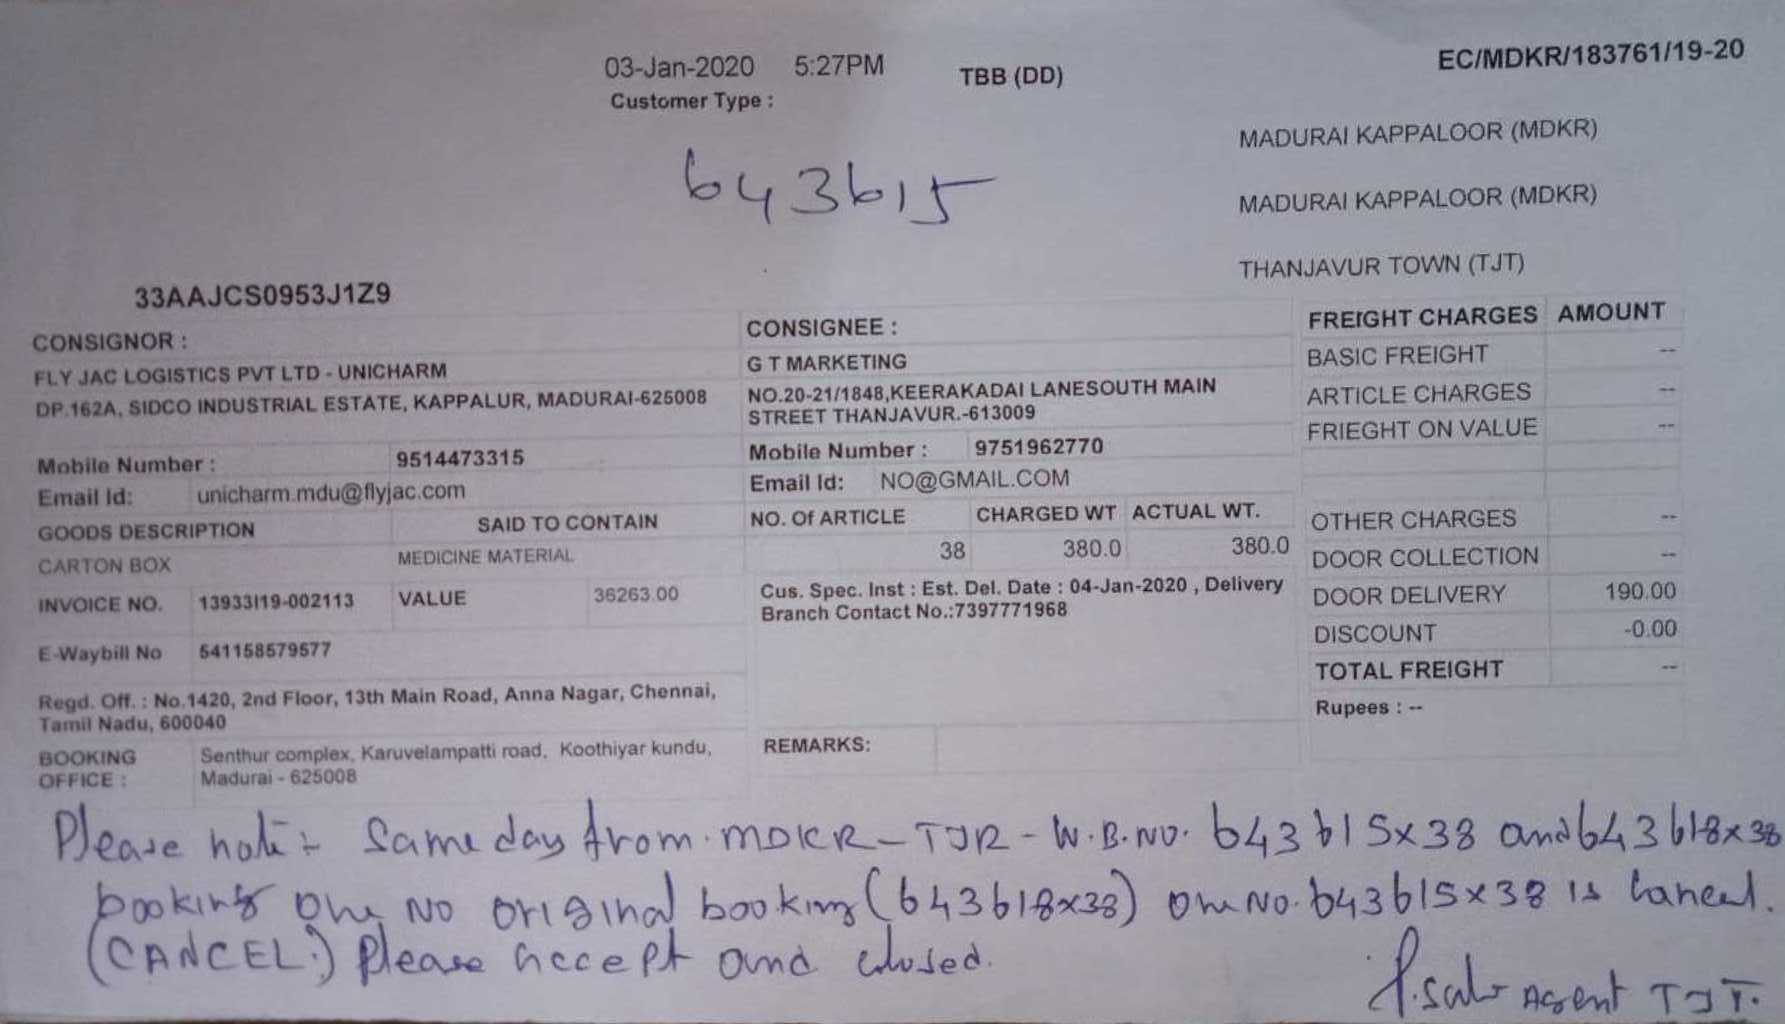 EC/MDKR/183761/19-20
03-Jan-2020 5:27PM TBB (DD)
Customer Type :
MADURAI KAPPALOOR (MDKR)
643615
MADURAI KAPPALOOR (MDKR)
THANJAVUR TOWN (TJT)
33AAJCS0953J1Z9
CONSIGNOR :
FLY JAC LOGISTICS PVT LTD - UNICHARM
DP.162A, SIDCO INDUSTRIAL ESTATE, KAPPALUR, MADURAI-625008
Mobile Number : 9514473315
Email Id: unicharm.mdu@flyjac.com
CONSIGNEE :
G T MARKETING
NO.20-21/1848,KEERAKADAI LANESOUTH MAIN
STREET THANJAVUR.-613009
Mobile Number : 9751962770
Email Id: NO@GMAIL.COM
FREIGHT CHARGES AMOUNT
BASIC FREIGHT --
ARTICLE CHARGES --
FRIEGHT ON VALUE --
OTHER CHARGES --
DOOR COLLECTION --
DOOR DELIVERY 190.00
DISCOUNT -0.00
TOTAL FREIGHT --
Rupees : --
GOODS DESCRIPTION SAID TO CONTAIN NO. Of ARTICLE CHARGED WT ACTUAL WT.
CARTON BOX MEDICINE MATERIAL 38 380.0 380.0
INVOICE NO. 13933I19-002113 VALUE 36263.00
Cus. Spec. Inst : Est. Del. Date : 04-Jan-2020 , Delivery
Branch Contact No.:7397771968
E-Waybill No 541158579577
Regd. Off. : No.1420, 2nd Floor, 13th Main Road, Anna Nagar, Chennai,
Tamil Nadu, 600040
BOOKING OFFICE : Senthur complex, Karuvelampatti road, Koothiyar kundu,
Madurai - 625008
REMARKS:
Please note :- Same day from. MDKR - TJR - W.B.NO. 643615x38 and 643618x38
booking one NO original booking (643618x38) one No. 643615x38 is cancel.
(CANCEL.) please accept and closed.
Agent TJT.